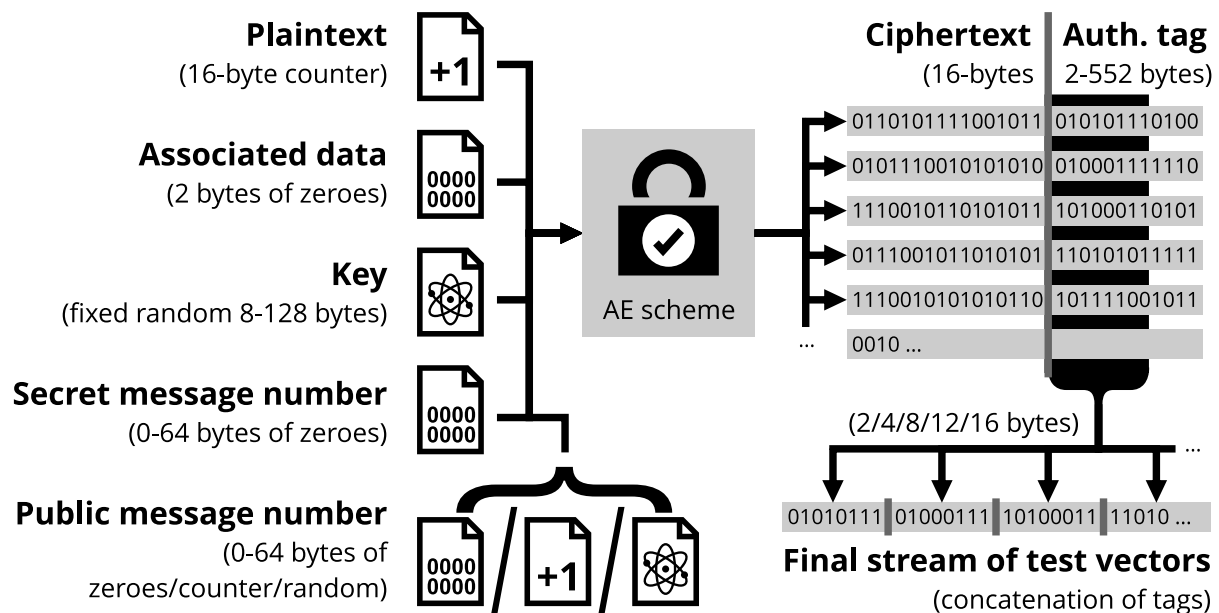 Plaintext
(16-byte counter)
+1
Associated data
(2 bytes of zeroes)
0000
0000
Key
(fixed random 8-128 bytes)
Secret message number
(0-64 bytes of zeroes)
0000
0000
Public message number
(0-64 bytes of
zeroes/counter/random)
0000
0000
+1
AE scheme
Ciphertext Auth. tag
(16-bytes 2-552 bytes)
0110101111001011 010101110100
0101110010101010 010001111110
1110010110101011 101000110101
0111001011010101 110101011111
1110010101010110 101111001011
... 0010 ...
(2/4/8/12/16 bytes)
...
01010111 01000111 10100011 11010 ...
Final stream of test vectors
(concatenation of tags)